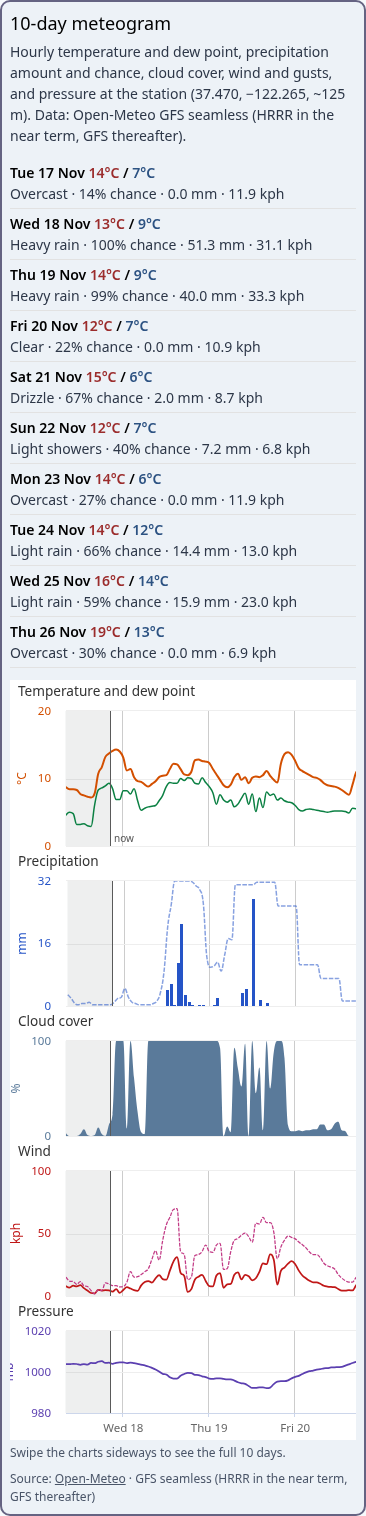 10-day meteogram
Hourly temperature and dew point, precipitation
amount and chance, cloud cover, wind and gusts,
and pressure at the station (37.470, −122.265, ~125
m). Data: Open-Meteo GFS seamless (HRRR in the
near term, GFS thereafter).
Tue 17 Nov 14°C / 7°C
Overcast · 14% chance · 0.0 mm · 11.9 kph
Wed 18 Nov 13°C / 9°C
Heavy rain · 100% chance · 51.3 mm · 31.1 kph
Thu 19 Nov 14°C / 9°C
Heavy rain · 99% chance · 40.0 mm · 33.3 kph
Fri 20 Nov 12°C / 7°C
Clear · 22% chance · 0.0 mm · 10.9 kph
Sat 21 Nov 15°C / 6°C
Drizzle · 67% chance · 2.0 mm · 8.7 kph
Sun 22 Nov 12°C / 7°C
Light showers · 40% chance · 7.2 mm · 6.8 kph
Mon 23 Nov 14°C / 6°C
Overcast · 27% chance · 0.0 mm · 11.9 kph
Tue 24 Nov 14°C / 12°C
Light rain · 66% chance · 14.4 mm · 13.0 kph
Wed 25 Nov 16°C / 14°C
Light rain · 59% chance · 15.9 mm · 23.0 kph
Thu 26 Nov 19°C / 13°C
Overcast · 30% chance · 0.0 mm · 6.9 kph
Temperature and dew point
20
°C
10
0
now
Precipitation
32
mm
16
0
Cloud cover
100
%
0
Wind
100
kph
50
0
Pressure
1020
1000
980
Wed 18 Thu 19 Fri 20
Swipe the charts sideways to see the full 10 days.
Source: Open-Meteo · GFS seamless (HRRR in the near term,
GFS thereafter)